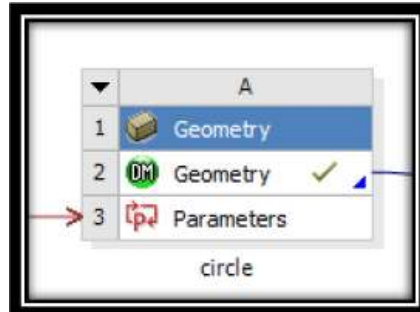 A
1 Geometry
2 DM Geometry
3 p Parameters
circle